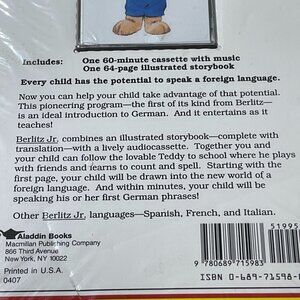 Includes: One 60-minute cassette with music
One 64-page illustrated storybook
Every child has the potential to speak a foreign language.
Now you can help your child take advantage of that potential.
This pioneering program—the first of its kind from Berlitz—
is an ideal introduction to German. And it entertains as it
teaches!
Berlitz Jr. combines an illustrated storybook—complete with
translation—with a lively audiocassette. Together you and
your child can follow the lovable Teddy to school where he plays
with friends and learns to count and spell. Starting with the
first page, your child will be drawn into the new world of a
foreign language. And within minutes, your child will be
speaking his or her first German phrases!
Other Berlitz Jr. languages—Spanish, French, and Italian.
Aladdin Books
Macmillan Publishing Company
866 Third Avenue
New York, NY 10022
Printed in U.S.A.
0407
51995
9 780689 715983
ISBN 0-689-71598-